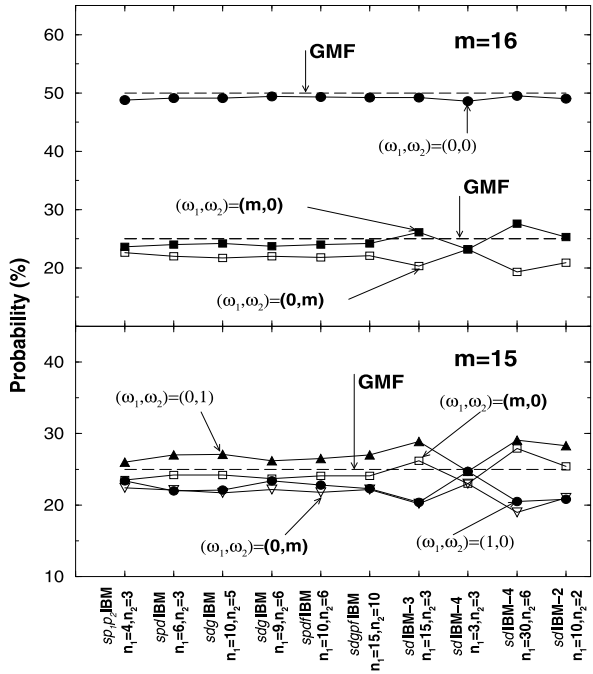 65
m=16
60
GMF
50
40
(ω1,ω2)=(0,0)
30
(ω1,ω2)=(m,0)
GMF
20
(ω1,ω2)=(0,m)
Probability (%)
m=15
40
GMF
(ω1,ω2)=(0,1)
(ω1,ω2)=(m,0)
30
20
(ω1,ω2)=(0,m)
(ω1,ω2)=(1,0)
10
sp1p2IBM
n1=4,n2=3
spdIBM
n1=6,n2=3
sdgIBM
n1=10,n2=5
sdgIBM
n1=9,n2=6
spdfIBM
n1=10,n2=6
sdgpfIBM
n1=15,n2=10
sdIBM−3
n1=15,n2=3
sdIBM−4
n1=3,n2=3
sdIBM−4
n1=30,n2=6
sdIBM−2
n1=10,n2=2